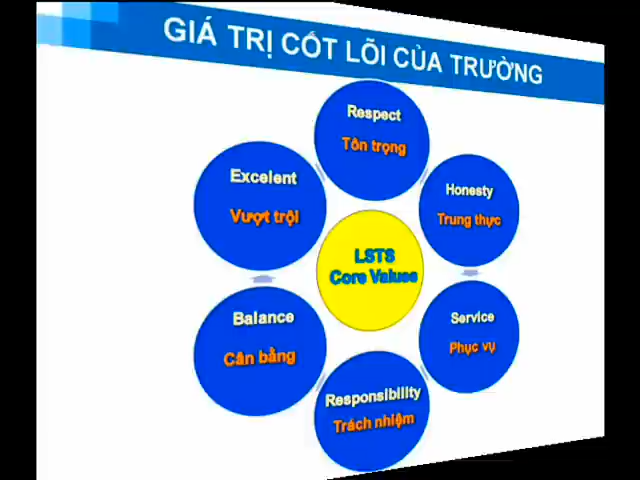 GIÁ TRỊ CỐT LÕI CỦA TRƯỜNG
Respect
Tôn trọng
Honesty
Trung thực
Service
Phục vụ
Responsibility
Trách nhiệm
Balance
Cân bằng
Excelent
Vượt trội
LSTS
Core Values